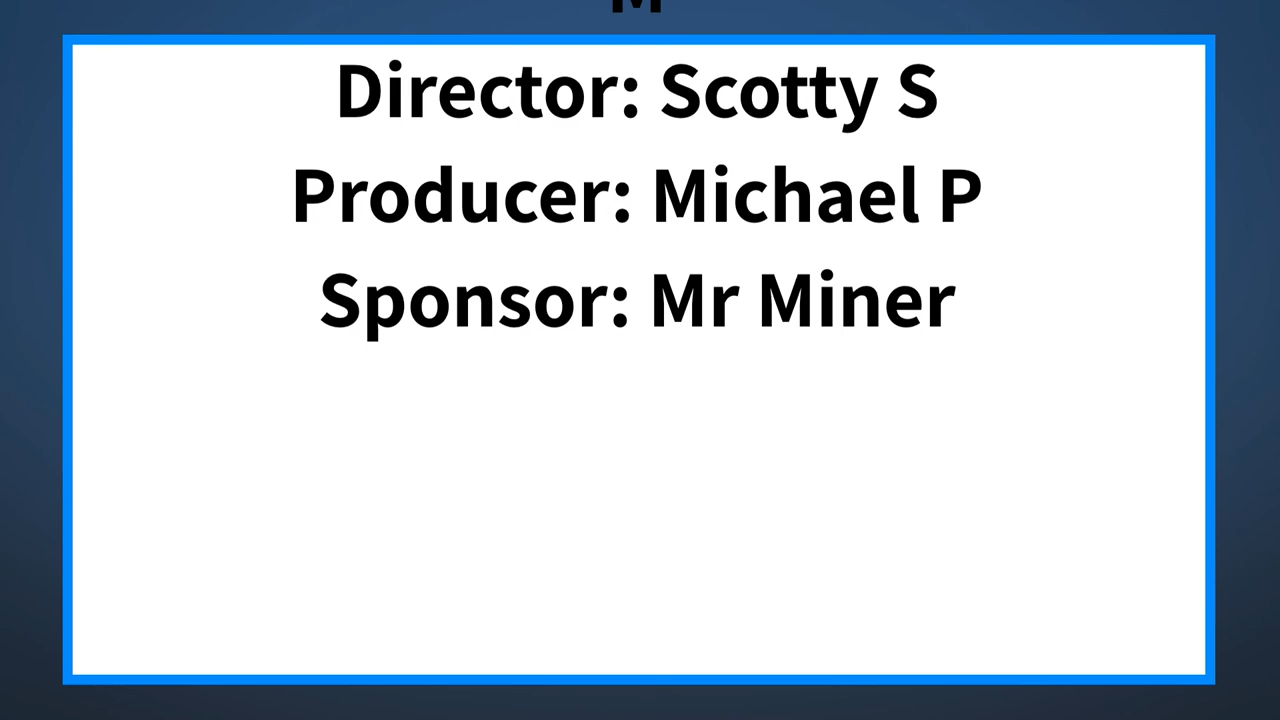 M
Director: Scotty S
Producer: Michael P
Sponsor: Mr Miner